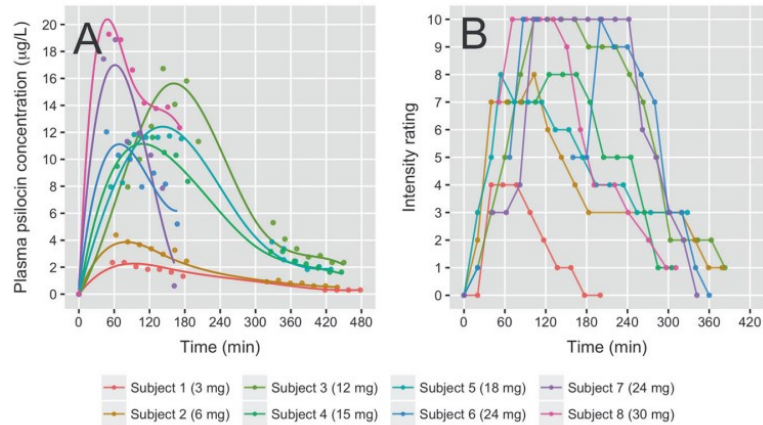 A
B
Plasma psilocin concentration (μg/L)
20
18
16
14
12
10
8
6
4
2
0
0 60 120 180 240 300 360 420 480
Time (min)
Intensity rating
10
9
8
7
6
5
4
3
2
1
0
0 60 120 180 240 300 360 420
Time (min)
Subject 1 (3 mg) Subject 3 (12 mg) Subject 5 (18 mg) Subject 7 (24 mg)
Subject 2 (6 mg) Subject 4 (15 mg) Subject 6 (24 mg) Subject 8 (30 mg)